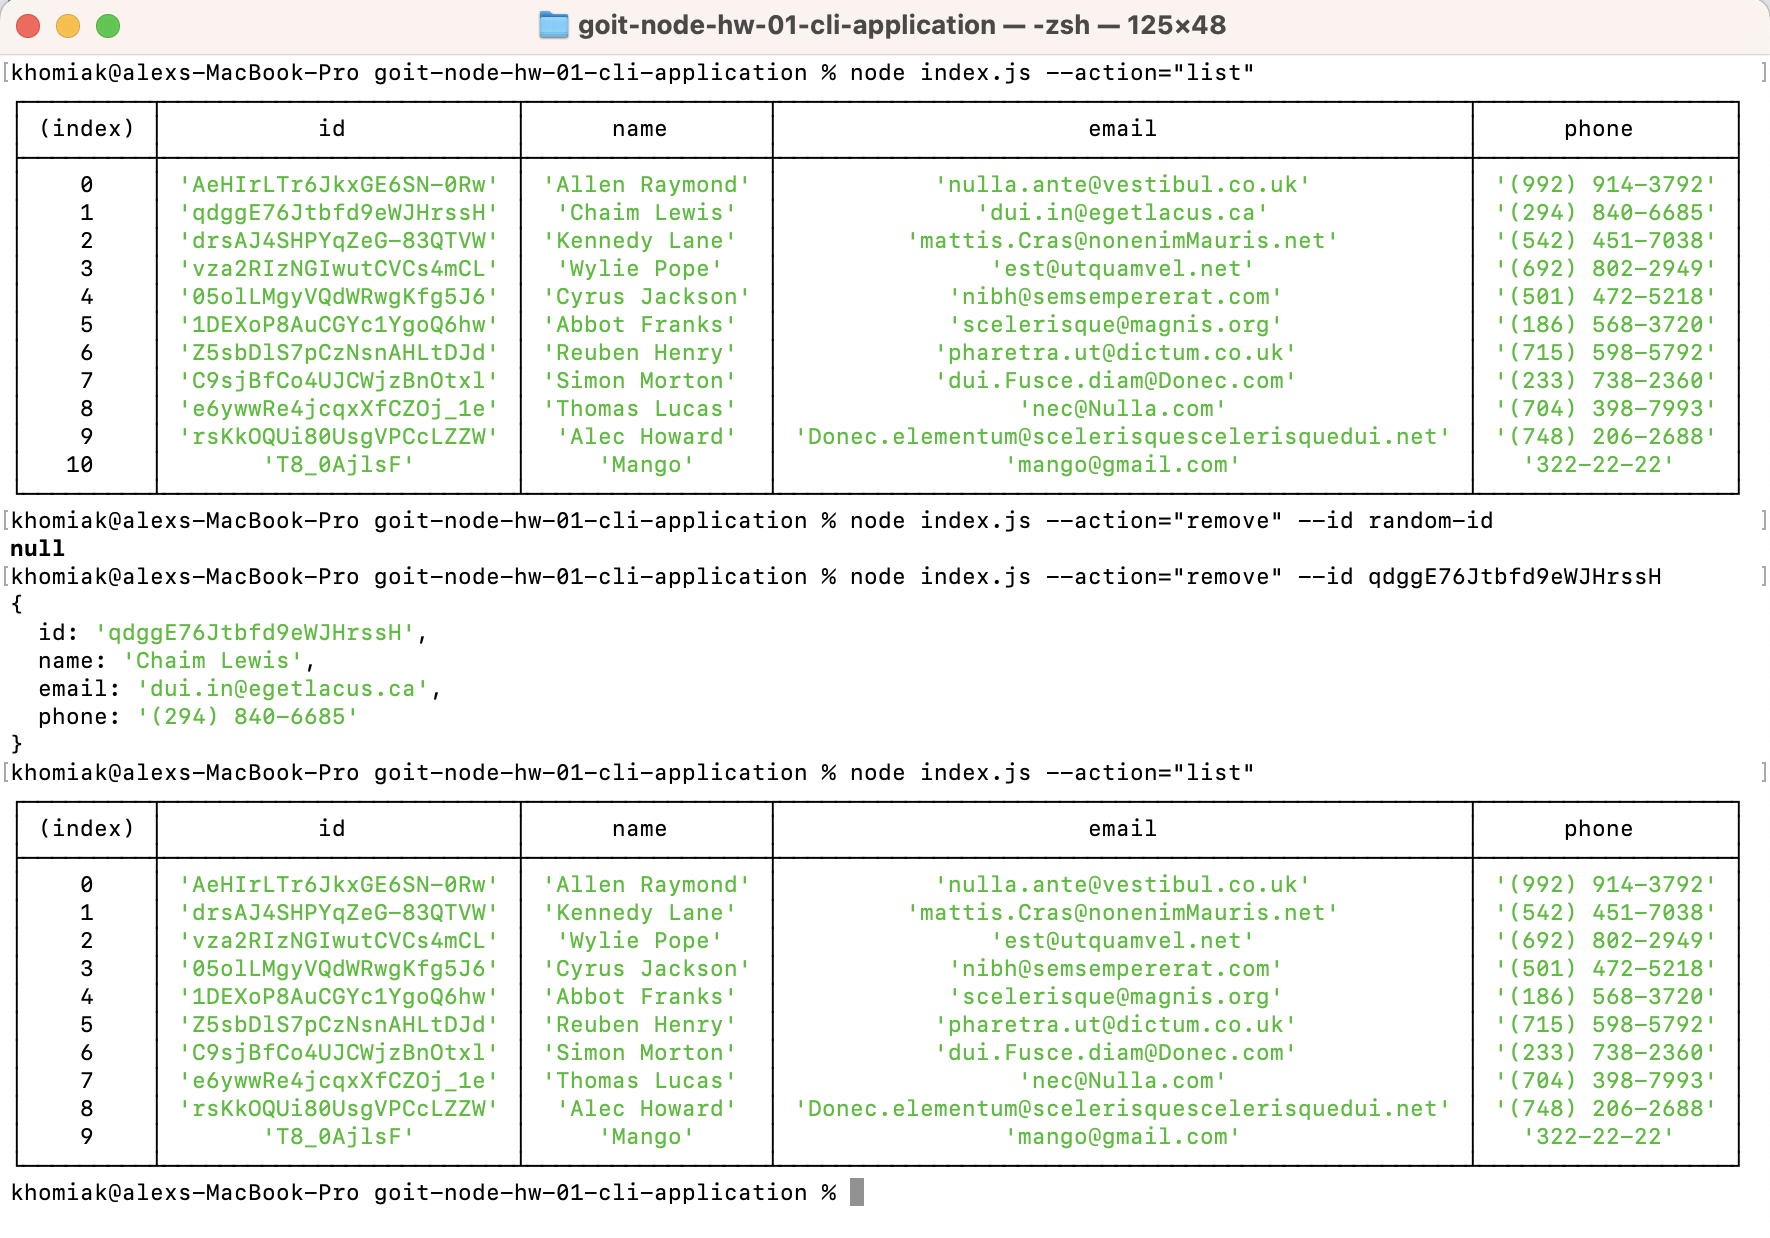 goit-node-hw-01-cli-application — -zsh — 125×48
khomiak@alexs-MacBook-Pro goit-node-hw-01-cli-application % node index.js --action="list"
(index) id name email phone
0 'AeHIrLTr6JkxGE6SN-0Rw' 'Allen Raymond' 'nulla.ante@vestibul.co.uk' '(992) 914-3792'
1 'qdggE76Jtbfd9eWJHrssH' 'Chaim Lewis' 'dui.in@egetlacus.ca' '(294) 840-6685'
2 'drsAJ4SHPYqZeG-83QTVW' 'Kennedy Lane' 'mattis.Cras@nonenimMauris.net' '(542) 451-7038'
3 'vza2RIzNGIwutCVCs4mCL' 'Wylie Pope' 'est@utquamvel.net' '(692) 802-2949'
4 '05olLMgyVQdWRwgKfg5J6' 'Cyrus Jackson' 'nibh@semsempererat.com' '(501) 472-5218'
5 '1DEXoP8AuCGYc1YgoQ6hw' 'Abbot Franks' 'scelerisque@magnis.org' '(186) 568-3720'
6 'Z5sbDlS7pCzNsnAHLtDJd' 'Reuben Henry' 'pharetra.ut@dictum.co.uk' '(715) 598-5792'
7 'C9sjBfCo4UJCWjzBnOtxl' 'Simon Morton' 'dui.Fusce.diam@Donec.com' '(233) 738-2360'
8 'e6ywwRe4jcqxXfCZOj_1e' 'Thomas Lucas' 'nec@Nulla.com' '(704) 398-7993'
9 'rsKkOQUi80UsgVPCcLZZW' 'Alec Howard' 'Donec.elementum@scelerisquescelerisquedui.net' '(748) 206-2688'
10 'T8_0AjlsF' 'Mango' 'mango@gmail.com' '322-22-22'
khomiak@alexs-MacBook-Pro goit-node-hw-01-cli-application % node index.js --action="remove" --id random-id
null
khomiak@alexs-MacBook-Pro goit-node-hw-01-cli-application % node index.js --action="remove" --id qdggE76Jtbfd9eWJHrssH
{
id: 'qdggE76Jtbfd9eWJHrssH',
name: 'Chaim Lewis',
email: 'dui.in@egetlacus.ca',
phone: '(294) 840-6685'
}
khomiak@alexs-MacBook-Pro goit-node-hw-01-cli-application % node index.js --action="list"
(index) id name email phone
0 'AeHIrLTr6JkxGE6SN-0Rw' 'Allen Raymond' 'nulla.ante@vestibul.co.uk' '(992) 914-3792'
1 'drsAJ4SHPYqZeG-83QTVW' 'Kennedy Lane' 'mattis.Cras@nonenimMauris.net' '(542) 451-7038'
2 'vza2RIzNGIwutCVCs4mCL' 'Wylie Pope' 'est@utquamvel.net' '(692) 802-2949'
3 '05olLMgyVQdWRwgKfg5J6' 'Cyrus Jackson' 'nibh@semsempererat.com' '(501) 472-5218'
4 '1DEXoP8AuCGYc1YgoQ6hw' 'Abbot Franks' 'scelerisque@magnis.org' '(186) 568-3720'
5 'Z5sbDlS7pCzNsnAHLtDJd' 'Reuben Henry' 'pharetra.ut@dictum.co.uk' '(715) 598-5792'
6 'C9sjBfCo4UJCWjzBnOtxl' 'Simon Morton' 'dui.Fusce.diam@Donec.com' '(233) 738-2360'
7 'e6ywwRe4jcqxXfCZOj_1e' 'Thomas Lucas' 'nec@Nulla.com' '(704) 398-7993'
8 'rsKkOQUi80UsgVPCcLZZW' 'Alec Howard' 'Donec.elementum@scelerisquescelerisquedui.net' '(748) 206-2688'
9 'T8_0AjlsF' 'Mango' 'mango@gmail.com' '322-22-22'
khomiak@alexs-MacBook-Pro goit-node-hw-01-cli-application %